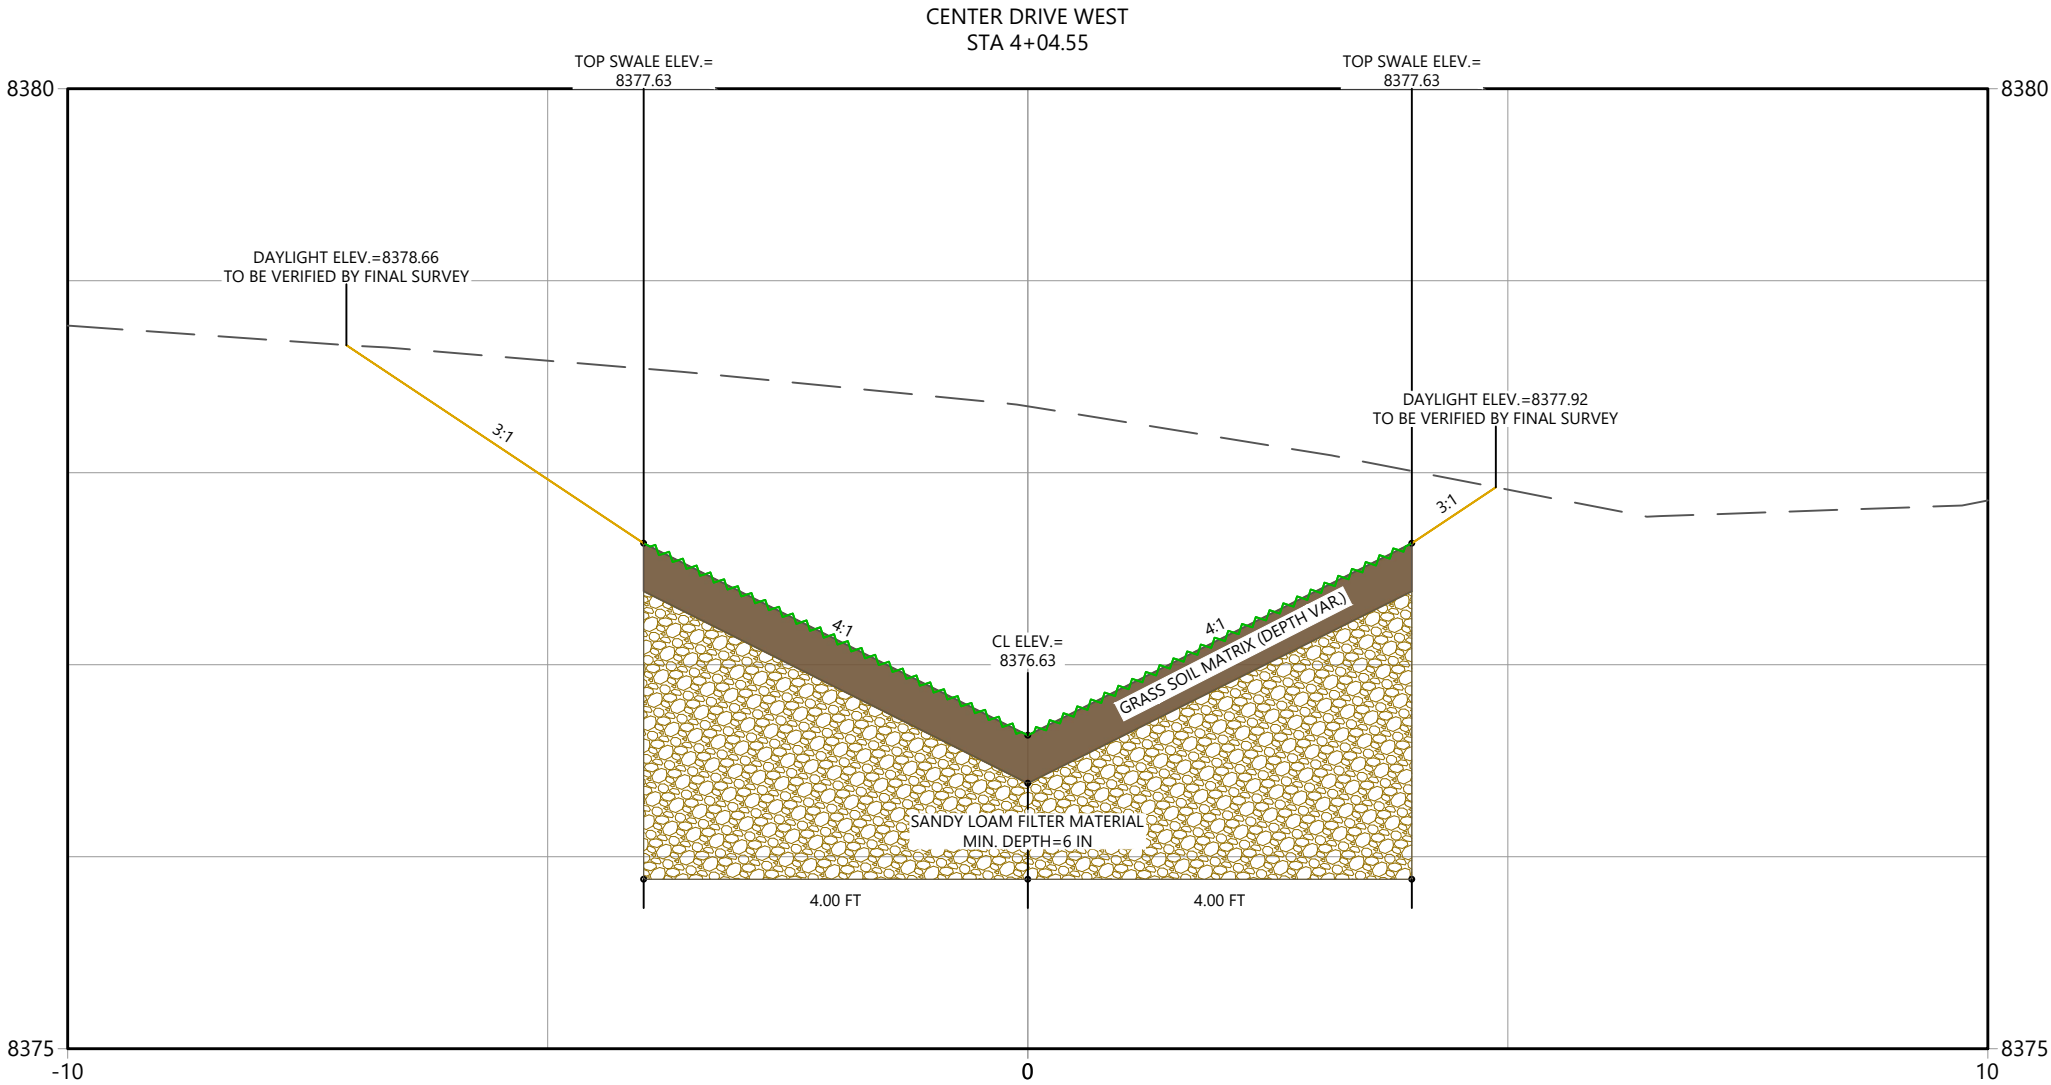 CENTER DRIVE WEST
STA 4+04.55
TOP SWALE ELEV.=
8377.63
TOP SWALE ELEV.=
8377.63
8380
8380
DAYLIGHT ELEV.=8378.66
TO BE VERIFIED BY FINAL SURVEY
DAYLIGHT ELEV.=8377.92
TO BE VERIFIED BY FINAL SURVEY
3:1
3:1
4:1
CL ELEV.=
8376.63
4:1
GRASS SOIL MATRIX (DEPTH VAR.)
SANDY LOAM FILTER MATERIAL
MIN. DEPTH=6 IN
4.00 FT
4.00 FT
8375
8375
-10
0
10